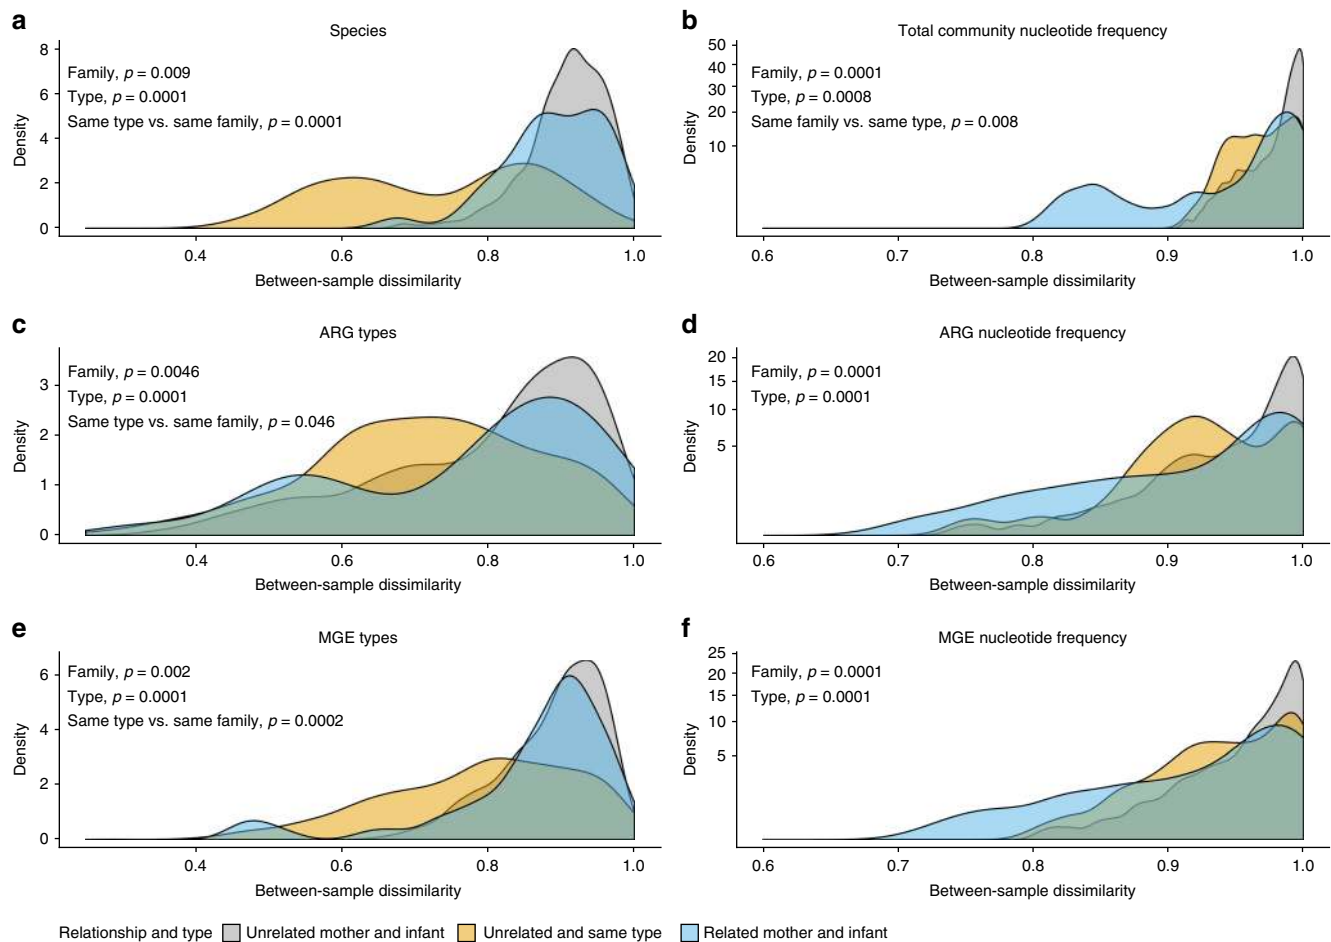 a
Species
8
6
4
2
0
Density
Family, p = 0.009
Type, p = 0.0001
Same type vs. same family, p = 0.0001
0.4
0.6
0.8
1.0
Between-sample dissimilarity
b
Total community nucleotide frequency
50
40
30
20
10
Density
Family, p = 0.0001
Type, p = 0.0008
Same family vs. same type, p = 0.008
0.6
0.7
0.8
0.9
1.0
Between-sample dissimilarity
c
ARG types
3
2
1
0
Density
Family, p = 0.0046
Type, p = 0.0001
Same type vs. same family, p = 0.046
0.4
0.6
0.8
1.0
Between-sample dissimilarity
d
ARG nucleotide frequency
20
15
10
5
Density
Family, p = 0.0001
Type, p = 0.0001
0.6
0.7
0.8
0.9
1.0
Between-sample dissimilarity
e
MGE types
6
4
2
0
Density
Family, p = 0.002
Type, p = 0.0001
Same type vs. same family, p = 0.0002
0.4
0.6
0.8
1.0
Between-sample dissimilarity
f
MGE nucleotide frequency
25
20
15
10
5
Density
Family, p = 0.0001
Type, p = 0.0001
0.6
0.7
0.8
0.9
1.0
Between-sample dissimilarity
Relationship and type Unrelated mother and infant Unrelated and same type Related mother and infant